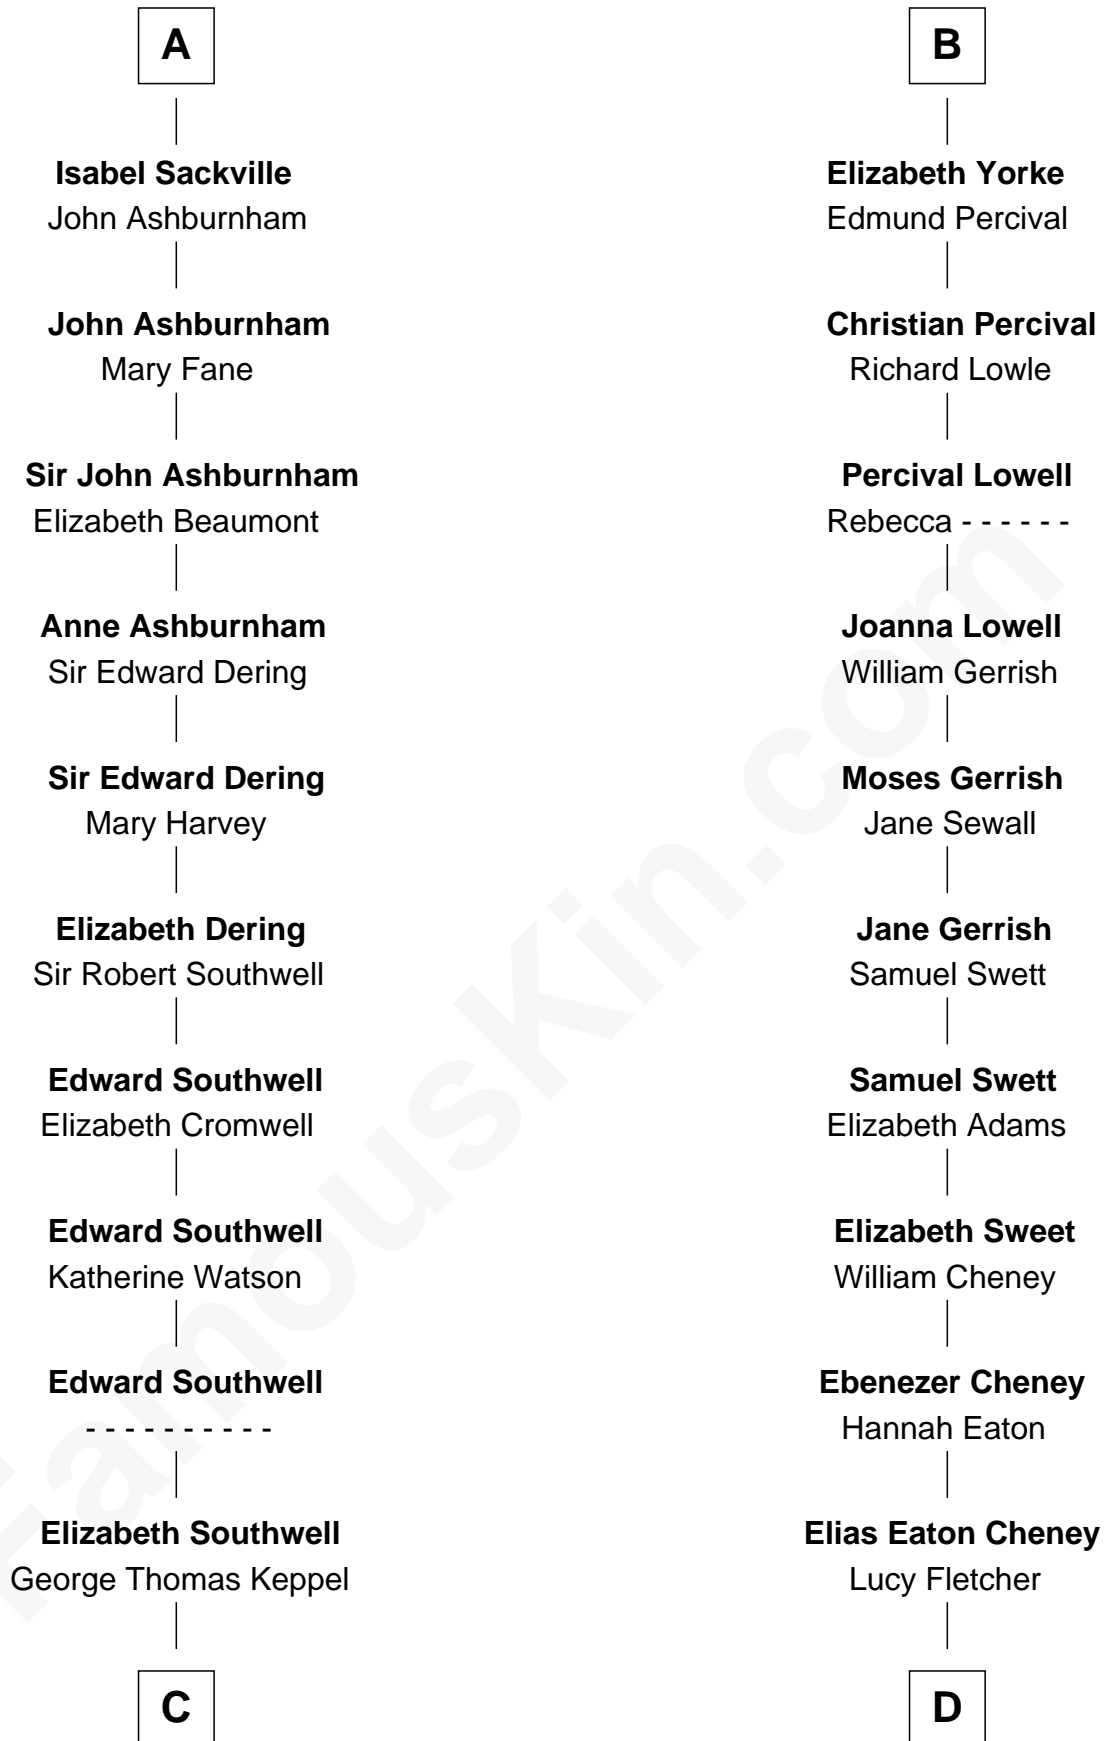 A
Isabel Sackville
John Ashburnham
John Ashburnham
Mary Fane
Sir John Ashburnham
Elizabeth Beaumont
Anne Ashburnham
Sir Edward Dering
Sir Edward Dering
Mary Harvey
Elizabeth Dering
Sir Robert Southwell
Edward Southwell
Elizabeth Cromwell
Edward Southwell
Katherine Watson
Edward Southwell
- - - - - - - - - -
Elizabeth Southwell
George Thomas Keppel
C
B
Elizabeth Yorke
Edmund Percival
Christian Percival
Richard Lowle
Percival Lowell
Rebecca - - - - - -
Joanna Lowell
William Gerrish
Moses Gerrish
Jane Sewall
Jane Gerrish
Samuel Swett
Samuel Swett
Elizabeth Adams
Elizabeth Sweet
William Cheney
Ebenezer Cheney
Hannah Eaton
Elias Eaton Cheney
Lucy Fletcher
D
FamousKin.com